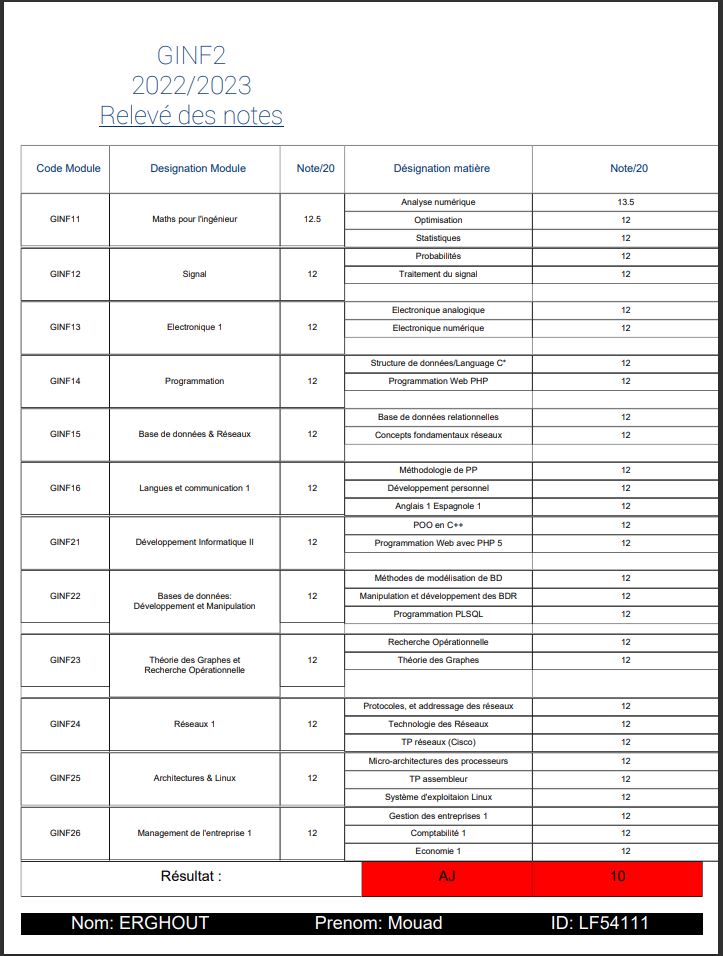 GINF2
2022/2023
Relevé des notes
Code Module Designation Module Note/20 Désignation matière Note/20
Analyse numérique 13.5
GINF11 Maths pour l'ingénieur 12.5 Optimisation 12
Statistiques 12
Probabilités 12
GINF12 Signal 12 Traitement du signal 12
Electronique analogique 12
GINF13 Electronique 1 12 Electronique numérique 12
Structure de données/Language C* 12
GINF14 Programmation 12 Programmation Web PHP 12
Base de données relationnelles 12
GINF15 Base de données & Réseaux 12 Concepts fondamentaux réseaux 12
Méthodologie de PP 12
GINF16 Langues et communication 1 12 Développement personnel 12
Anglais 1 Espagnole 1 12
POO en C++ 12
GINF21 Développement Informatique II 12 Programmation Web avec PHP 5 12
Méthodes de modélisation de BD 12
GINF22 Bases de données: 12 Manipulation et développement des BDR 12
Développement et Manipulation
Programmation PLSQL 12
Recherche Opérationnelle 12
GINF23 Théorie des Graphes et 12 Théorie des Graphes 12
Recherche Opérationnelle
Protocoles, et addressage des réseaux 12
GINF24 Réseaux 1 12 Technologie des Réseaux 12
TP réseaux (Cisco) 12
Micro-architectures des processeurs 12
GINF25 Architectures & Linux 12 TP assembleur 12
Système d'exploitaion Linux 12
Gestion des entreprises 1 12
GINF26 Management de l'entreprise 1 12 Comptabilité 1 12
Economie 1 12
Résultat : AJ 10
Nom: ERGHOUT Prenom: Mouad ID: LF54111